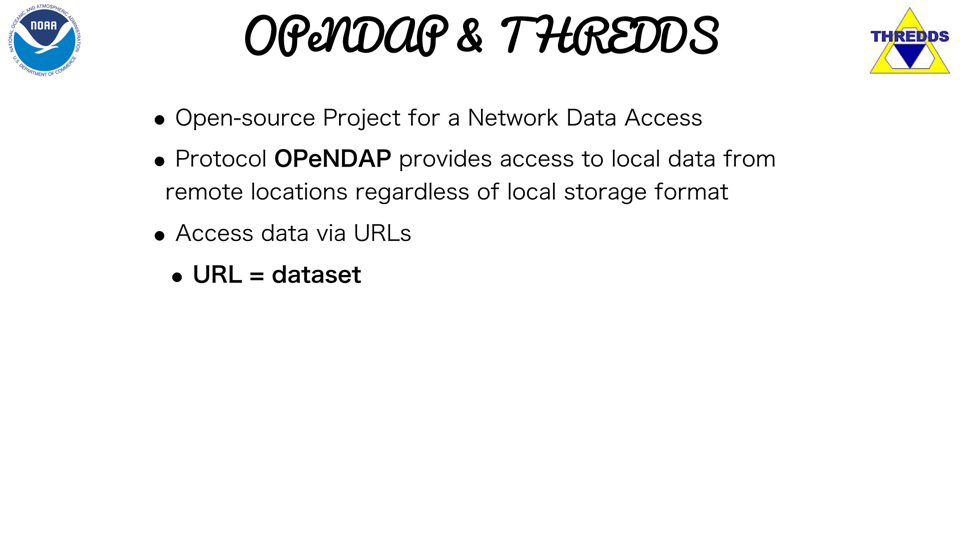 OPeNDAP & THREDDS
NATIONAL OCEANIC AND ATMOSPHERIC ADMINISTRATION
NOAA
U.S. DEPARTMENT OF COMMERCE
THREDDS
• Open-source Project for a Network Data Access
• Protocol OPeNDAP provides access to local data from
remote locations regardless of local storage format
• Access data via URLs
• URL = dataset